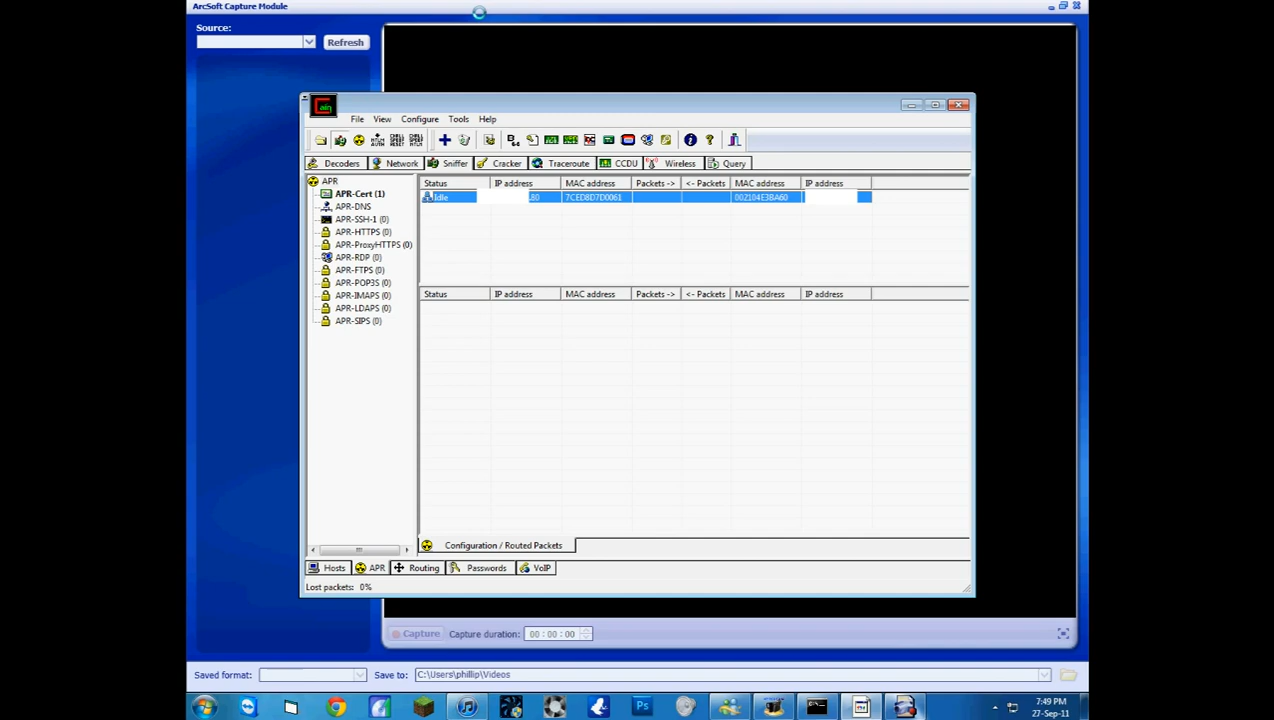 ArcSoft Capture Module
Source:
Refresh
Cain
File View Configure Tools Help
Decoders Network Sniffer Cracker Traceroute CCDU Wireless Query
APR
APR-Cert (1)
APR-DNS
APR-SSH-1 (0)
APR-HTTPS (0)
APR-ProxyHTTPS (0)
APR-RDP (0)
APR-FTPS (0)
APR-POP3S (0)
APR-IMAPS (0)
APR-LDAPS (0)
APR-SIPS (0)
Status IP address MAC address Packets -> <- Packets MAC address IP address
Idle .80 7CED8D7D0061 002104E3BA60
Status IP address MAC address Packets -> <- Packets MAC address IP address
Configuration / Routed Packets
Hosts APR Routing Passwords VoIP
Lost packets: 0%
Capture Capture duration: 00 : 00 : 00
Saved format: Save to: C:\Users\phillip\Videos
Ps
7:49 PM
27-Sep-11